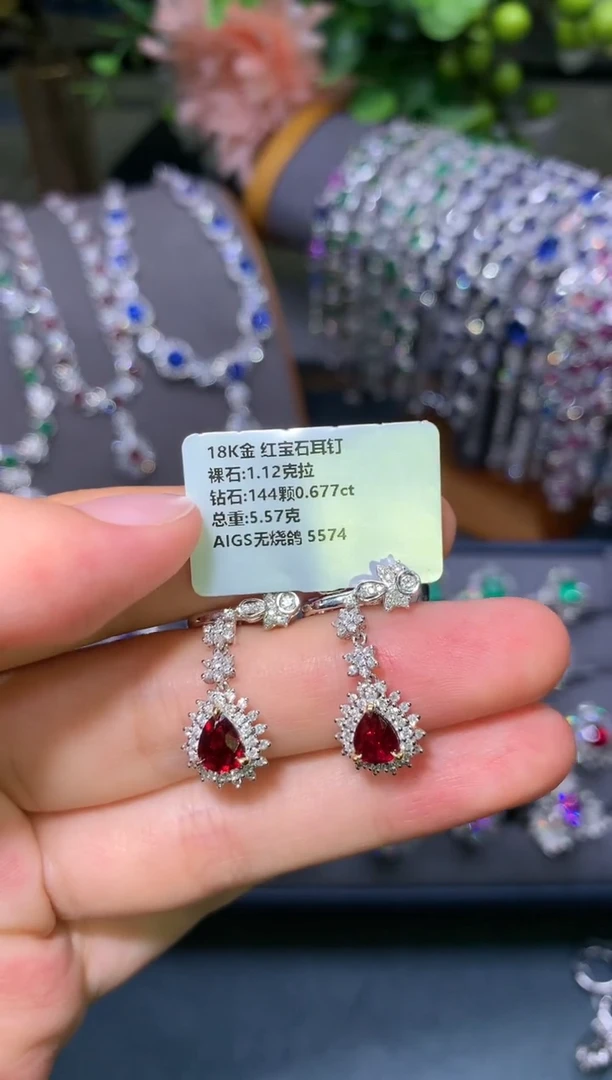 18K金 红宝石耳钉
裸石:1.12克拉
钻石:144颗0.677ct
总重:5.57克
AIGS无烧鸽 5574